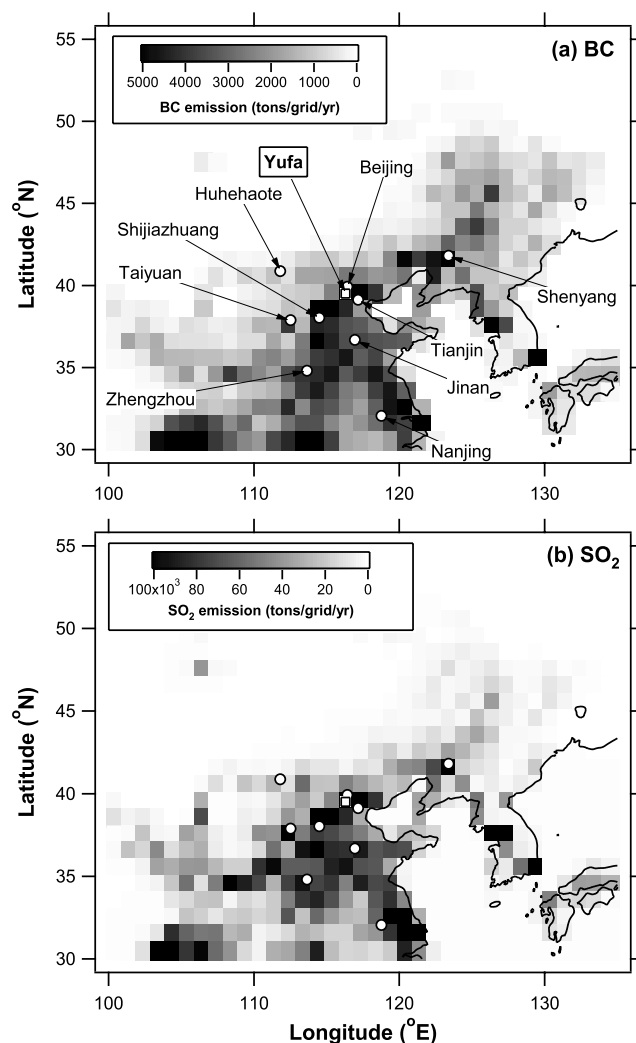 55
(a) BC
5000 4000 3000 2000 1000 0
BC emission (tons/grid/yr)
50
Yufa
Beijing
Huhehaote
45
Shijiazhuang
Taiyuan
40
Shenyang
Tianjin
35
Jinan
Zhengzhou
Nanjing
30
Latitude (°N)
100 110 120 130
55
(b) SO₂
100x10³ 80 60 40 20 0
SO₂ emission (tons/grid/yr)
50
45
40
35
30
Latitude (°N)
100 110 120 130
Longitude (°E)